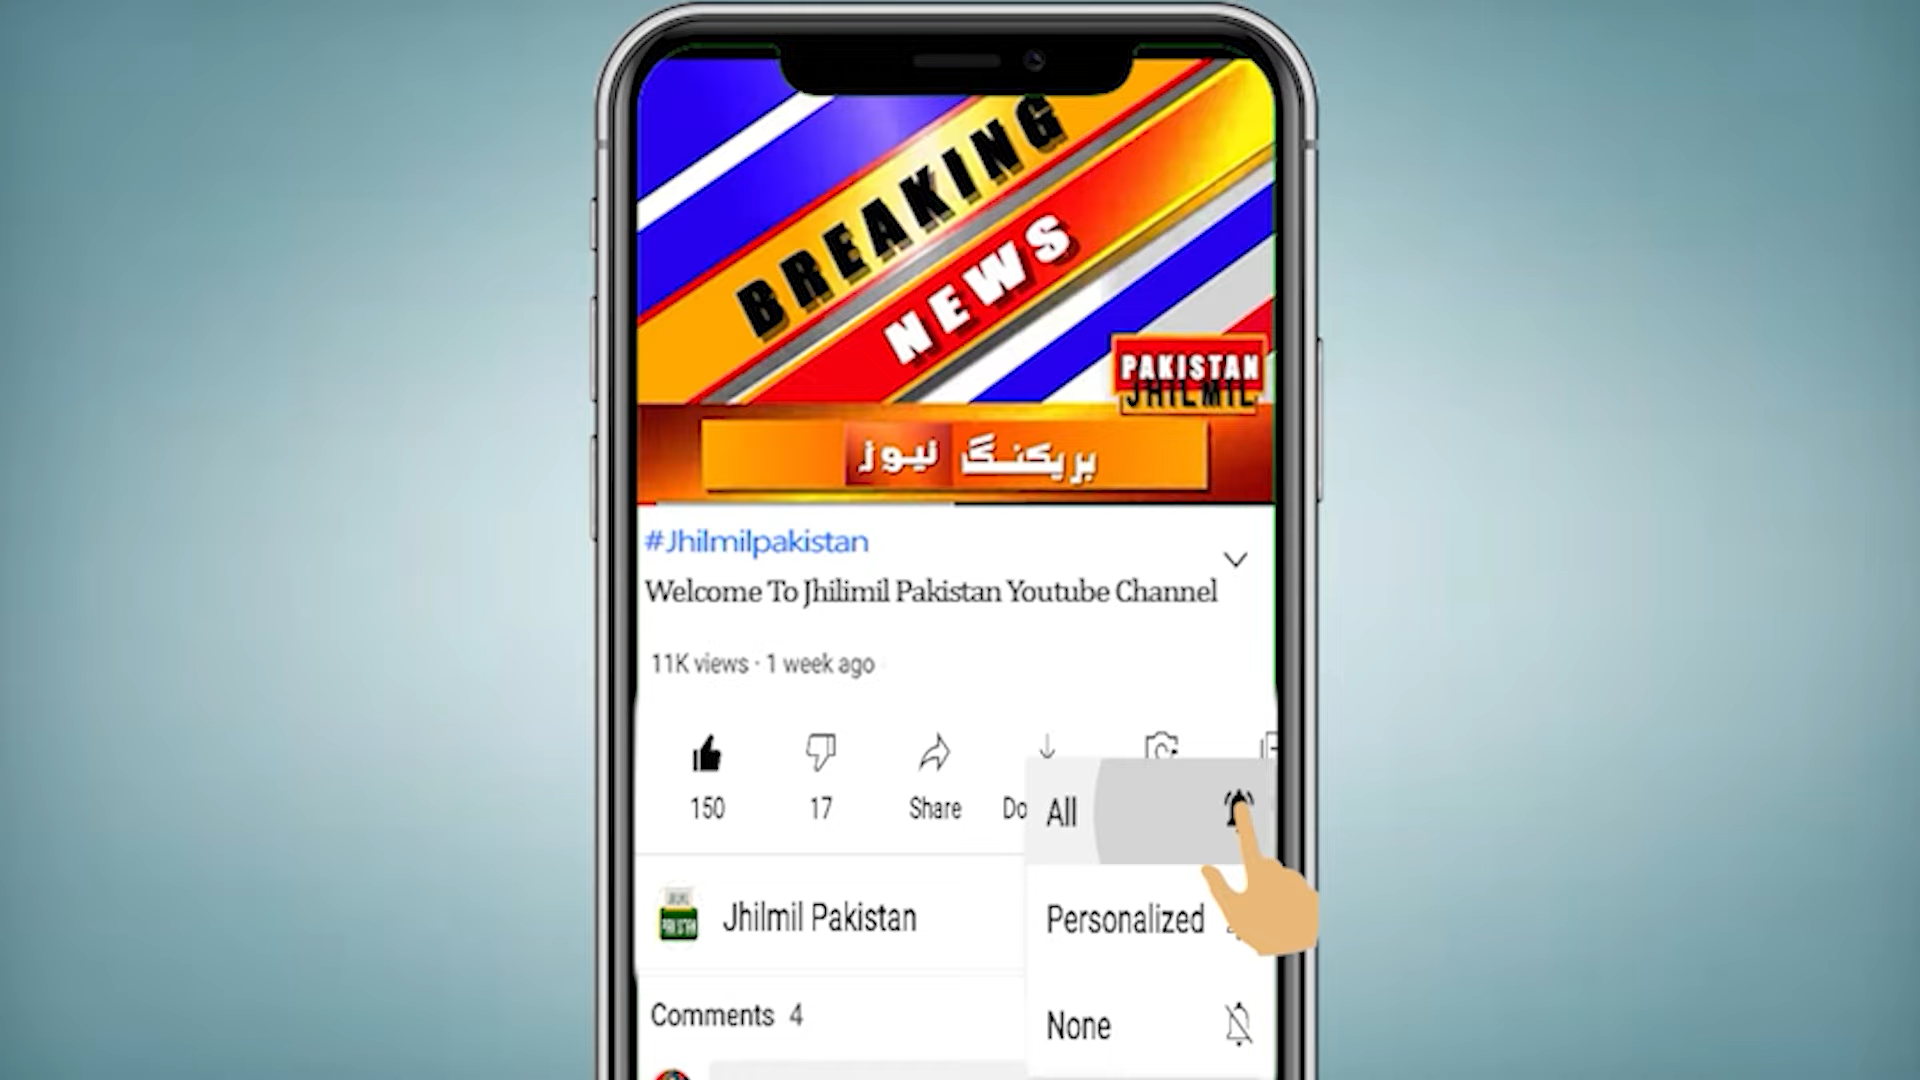 BREAKING
NEWS
PAKISTAN
JHILMIL
بریکنگ نیوز
#Jhilmilpakistan
Welcome To Jhilimil Pakistan Youtube Channel
11K views · 1 week ago
150
17
Share
Do
All
Jhilmil Pakistan
Personalized
Comments 4
None